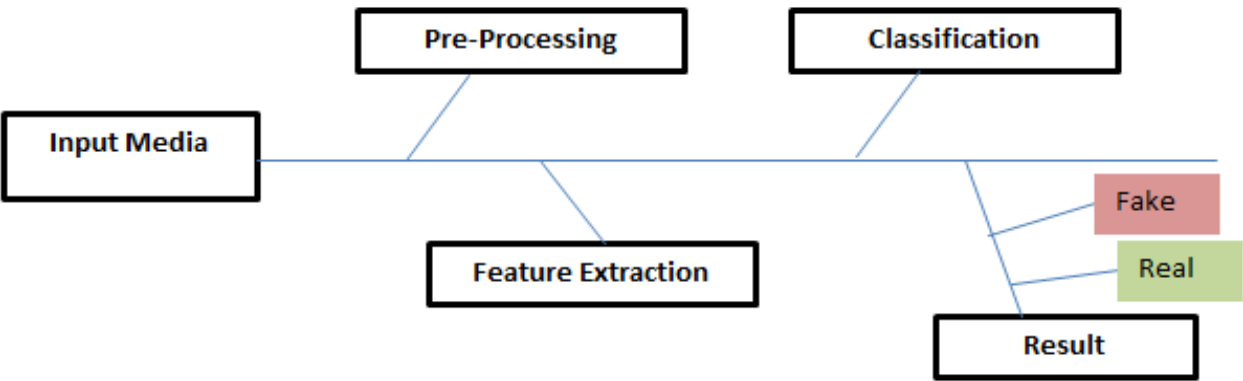 Pre-Processing
Classification
Input Media
Fake
Feature Extraction
Real
Result